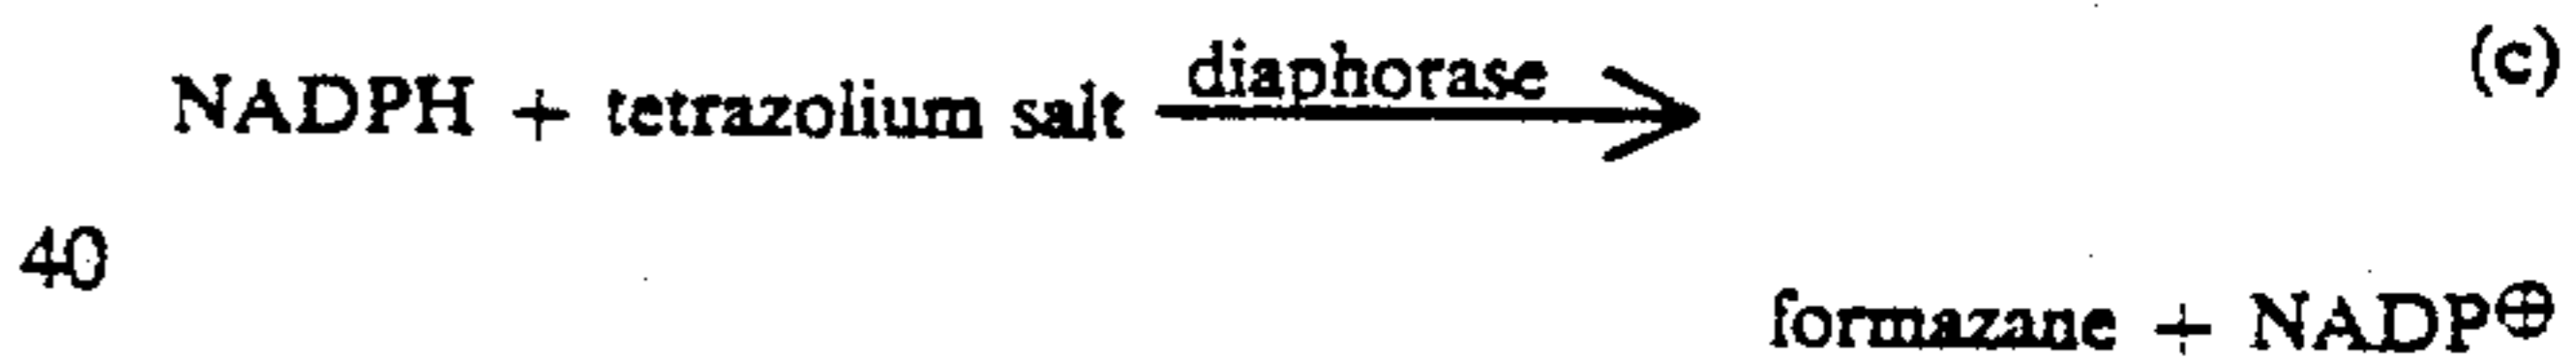 (c)
NADPH + tetrazolium salt diaphorase →
40
formazane + NADP⊕